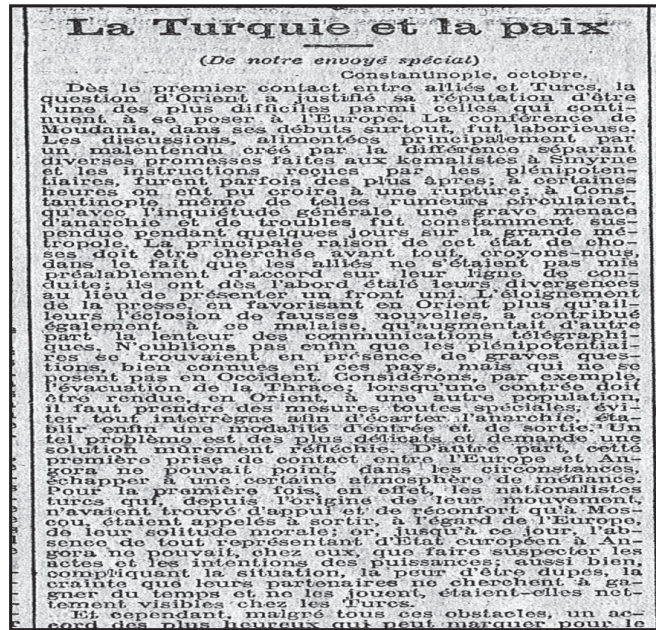 La Turquie et la paix
(De notre envoyé spécial)
Constantinople, octobre.
Dès le premier contact entre alliés et Turcs, la
question d'Orient a justifié sa réputation d'être
l'une des plus difficiles parmi celles qui conti-
nuent à se poser à l'Europe. La conférence de
Moudania, dans ses débuts surtout, fut laborieuse.
Les discussions, alimentées principalement par
un malentendu créé par la différence séparant
diverses promesses faites aux kemalistes à Smyrne
et les instructions reçues par les plénipoten-
tiaires, furent parfois des plus âpres; à certaines
heures on eût pu croire à une rupture; à Cons-
tantinople même de telles rumeurs circulaient,
qu'avec l'inquiétude générale une grave menace
d'anarchie et de troubles fut constamment sus-
pendue pendant quelques jours sur la grande mé-
tropole. La principale raison de cet état de cho-
ses doit être cherchée avant tout, croyons-nous,
dans le fait que les alliés ne s'étaient pas mis
préalablement d'accord sur leur ligne de con-
duite; ils ont dès l'abord étalé leurs divergences
au lieu de présenter un front uni. L'éloignement
de la presse, en favorisant en Orient plus qu'ail-
leurs l'éclosion de fausses nouvelles, a contribué
également à ce malaise, qu'augmentait d'autre
part la lenteur des communications télégraphi-
ques. N'oublions pas enfin que les plénipotentiai-
res se trouvaient en présence de graves ques-
tions, bien connues en ces pays, mais qui ne se
posent pas en Occident. Considérons, par exemple,
l'évacuation de la Thrace: lorsqu'une contrée doit
être rendue, en Orient, à une autre population,
il faut prendre des mesures toutes spéciales, évi-
ter tout interrègne afin d'écarter l'anarchie, éta-
blir enfin une modalité d'entrée et de sortie. Un
tel problème est des plus délicats et demande une
solution mûrement réfléchie. D'autre part, cette
première prise de contact entre l'Europe et An-
gora ne pouvait point, dans les circonstances,
échapper à une certaine atmosphère de méfiance.
Pour la première fois, en effet, les nationalistes
turcs qui, depuis l'origine de leur mouvement,
n'avaient trouvé d'appui et de réconfort qu'à Mos-
cou, étaient appelés à sortir, à l'égard de l'Europe,
de leur solitude morale; or, jusqu'à ce jour, l'ab-
sence de tout représentant d'Etat européen à An-
gora ne pouvait, chez eux, que faire suspecter les
actes et les intentions des puissances; aussi bien,
compliquant la situation, la peur d'être dupes, la
crainte que leurs partenaires ne cherchent à ga-
gner du temps et ne les jouent, étaient-elles net-
tement visibles chez les Turcs.
Et cependant, malgré tous ces obstacles, un ac-
cord des plus heureux qui peut marquer pour le